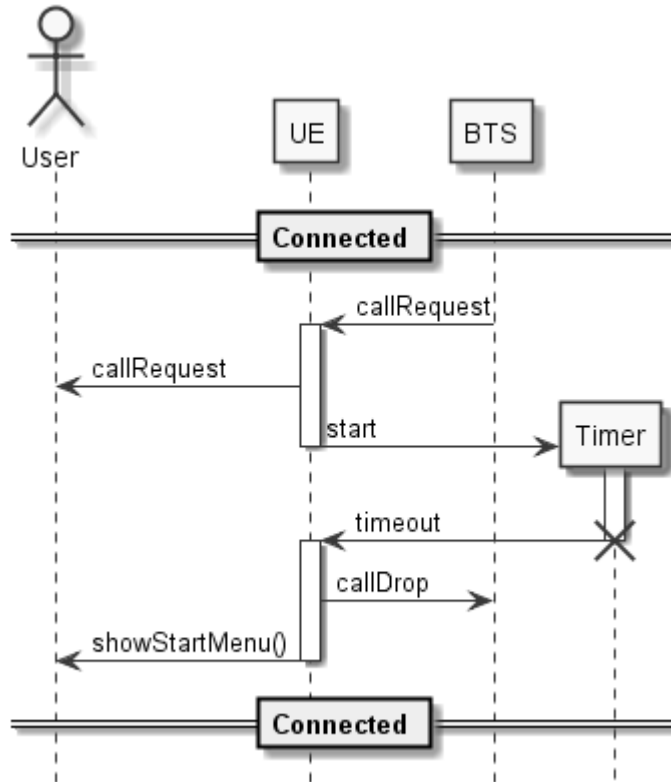 User
UE
BTS
Connected
callRequest
callRequest
start
Timer
timeout
callDrop
showStartMenu()
Connected